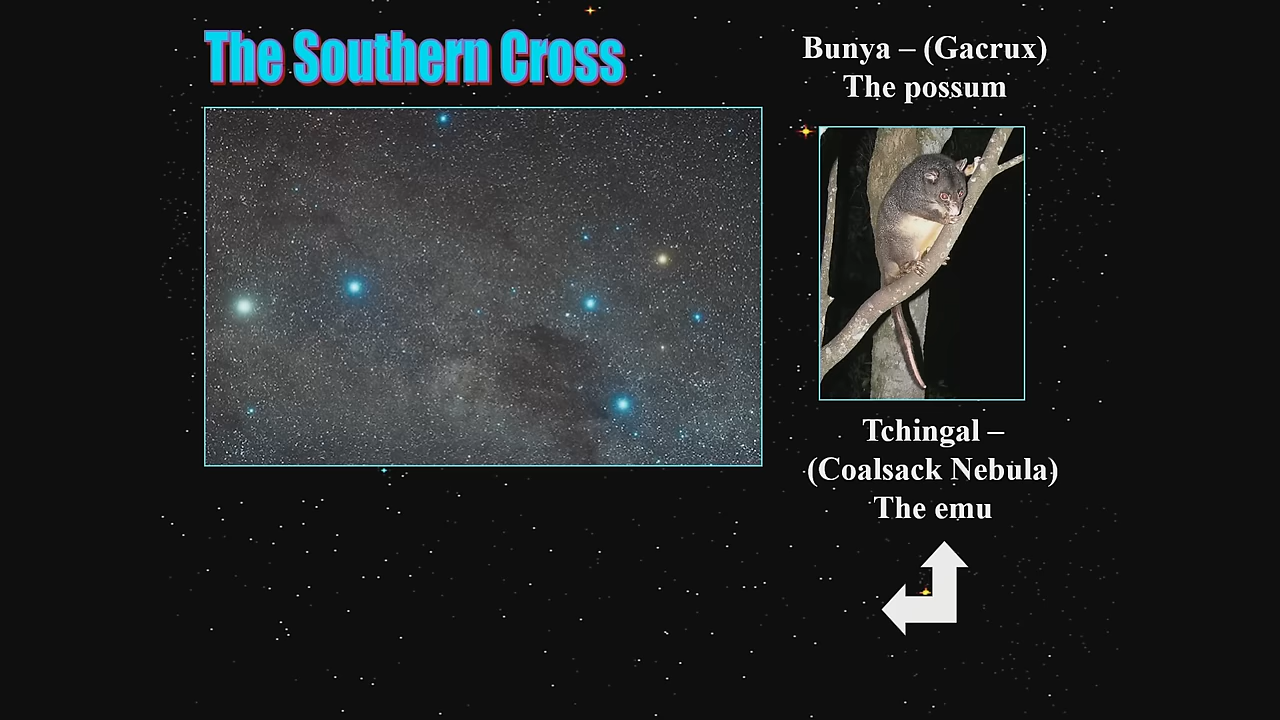 The Southern Cross
Bunya – (Gacrux)
The possum
Tchingal –
(Coalsack Nebula)
The emu